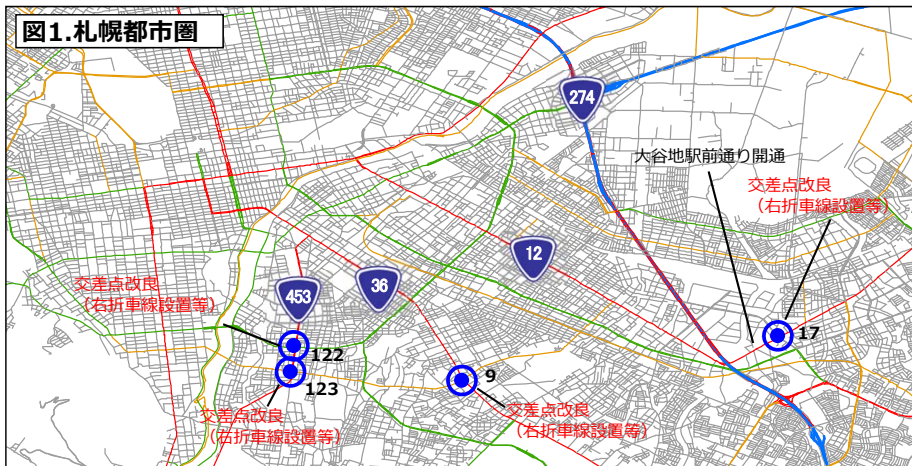 図1.札幌都市圏
274
大谷地駅前通り開通
交差点改良
（右折車線設置等）
12
17
交差点改良
（右折車線設置等）
453
36
122
123
9
交差点改良
（右折車線設置等）
交差点改良
（右折車線設置等）